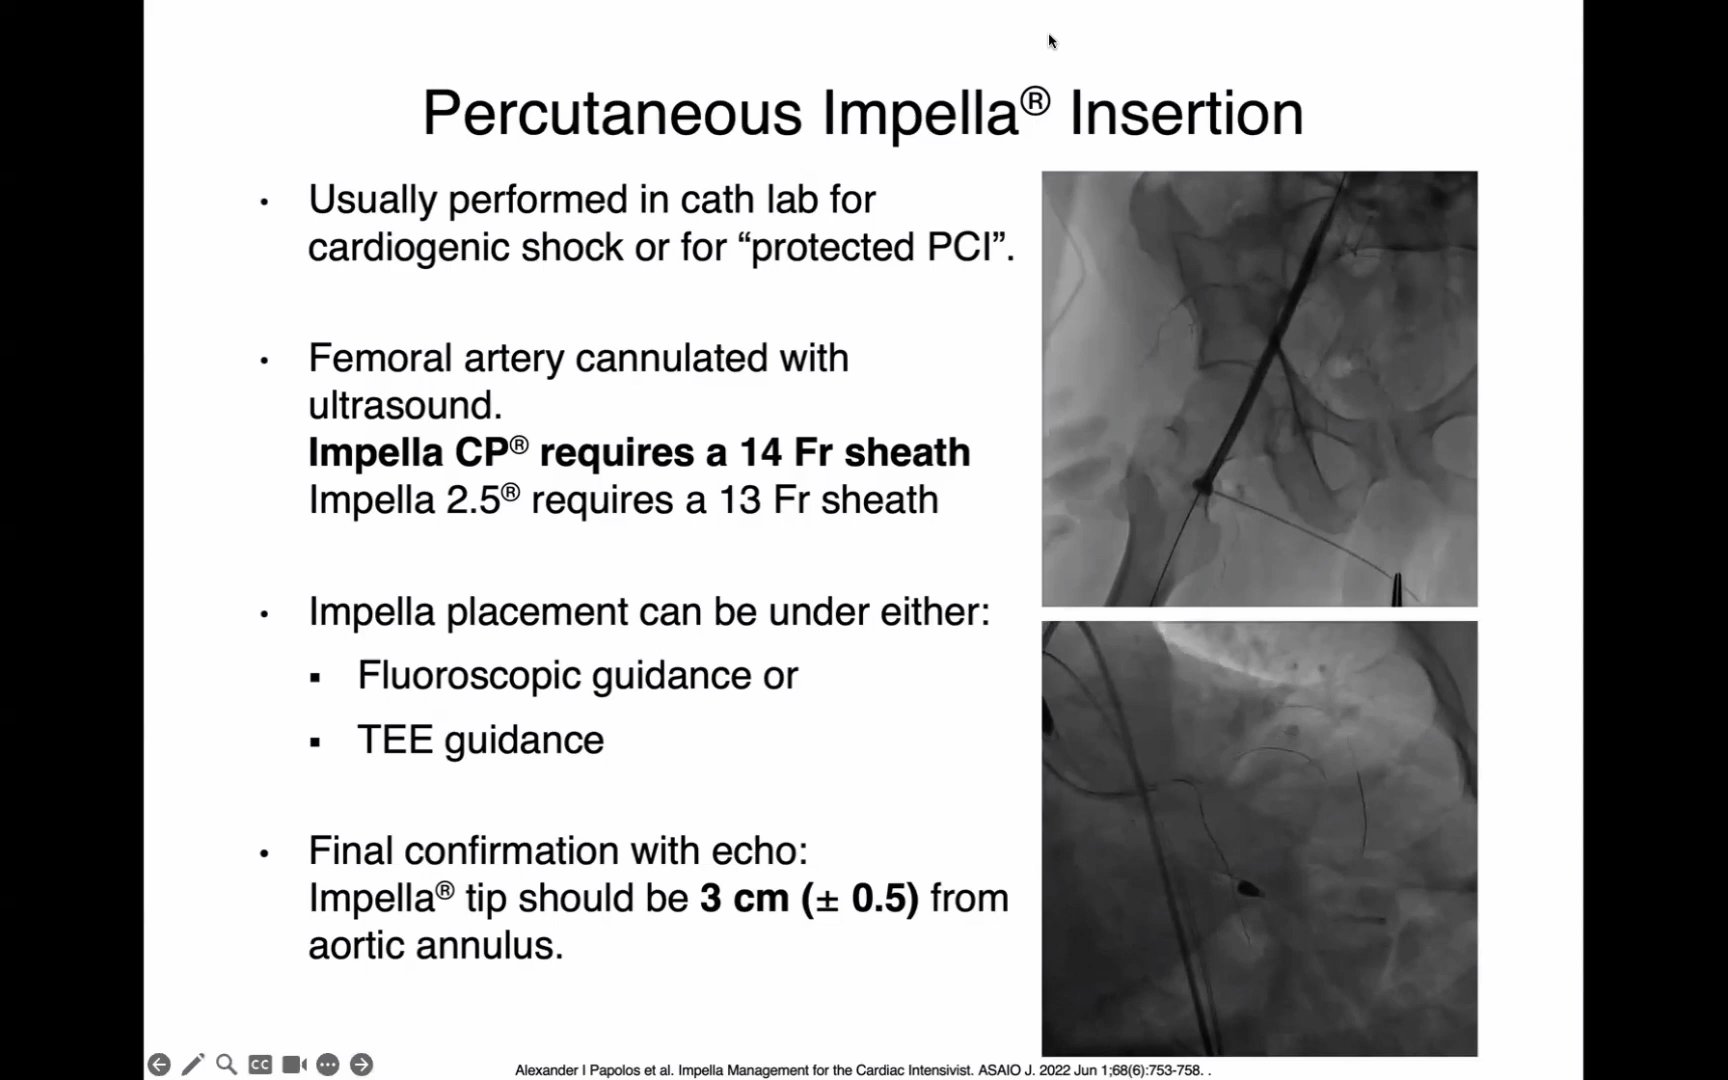 Percutaneous Impella® Insertion
• Usually performed in cath lab for
cardiogenic shock or for “protected PCI”.
• Femoral artery cannulated with
ultrasound.
Impella CP® requires a 14 Fr sheath
Impella 2.5® requires a 13 Fr sheath
• Impella placement can be under either:
▪ Fluoroscopic guidance or
▪ TEE guidance
• Final confirmation with echo:
Impella® tip should be 3 cm (± 0.5) from
aortic annulus.
CC
Alexander I Papolos et al. Impella Management for the Cardiac Intensivist. ASAIO J. 2022 Jun 1;68(6):753-758. .